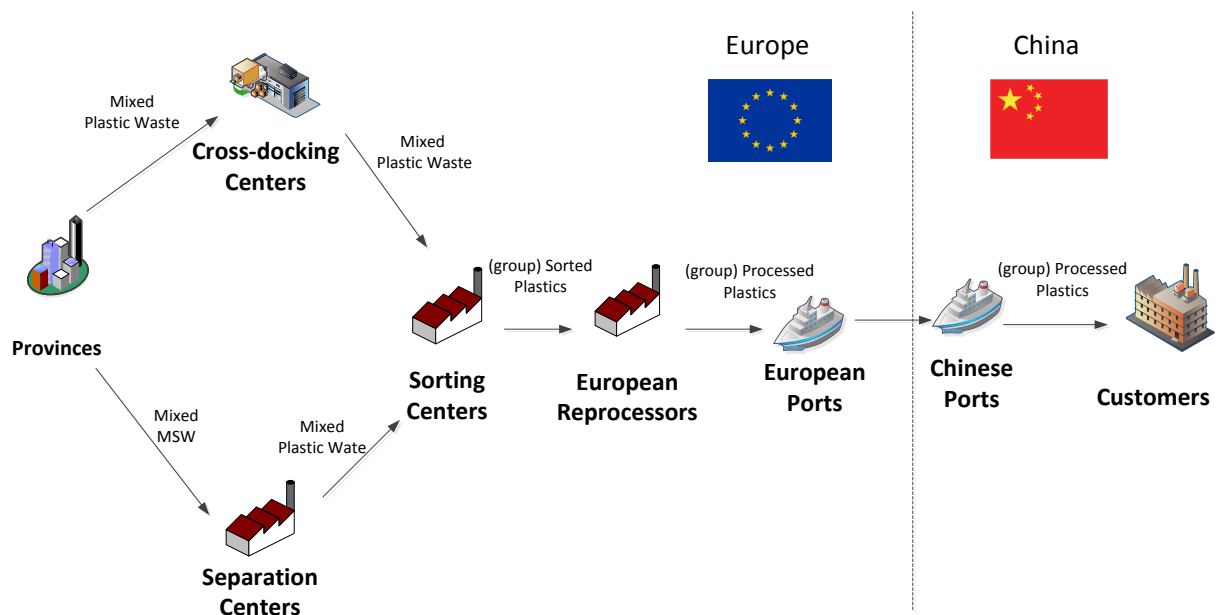 Europe
China
Mixed
Plastic Waste
Cross-docking
Centers
Mixed
Plastic Waste
Provinces
(group) Sorted
Plastics
(group) Processed
Plastics
(group) Processed
Plastics
Sorting
Centers
European
Reprocessors
European
Ports
Chinese
Ports
Customers
Mixed
MSW
Mixed
Plastic Wate
Separation
Centers